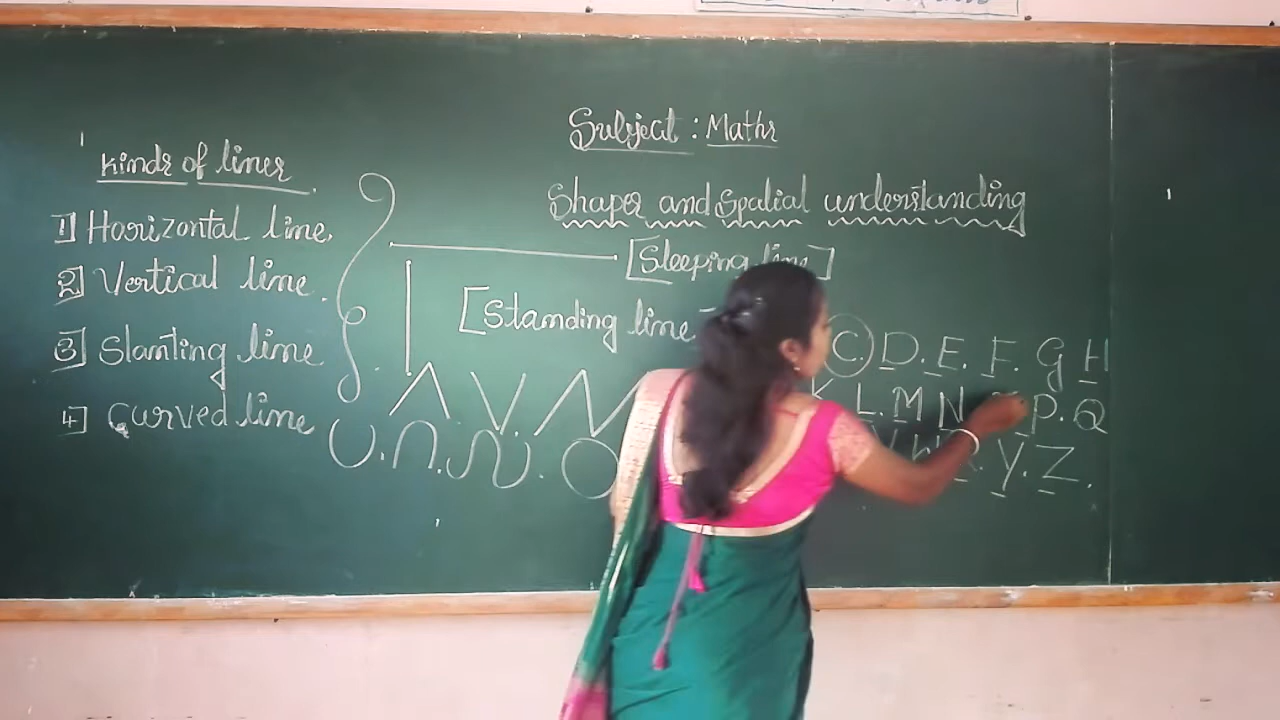 Subject : Maths
Kinds of lines.
Shapes and Spatial understanding
1] Horizontal line.
[Sleeping line]
2] Vertical line.
[Standing line
3] Slanting line
C. D. E. F. G H
4] Curved line
K L. M N P. Q
Y. Z.